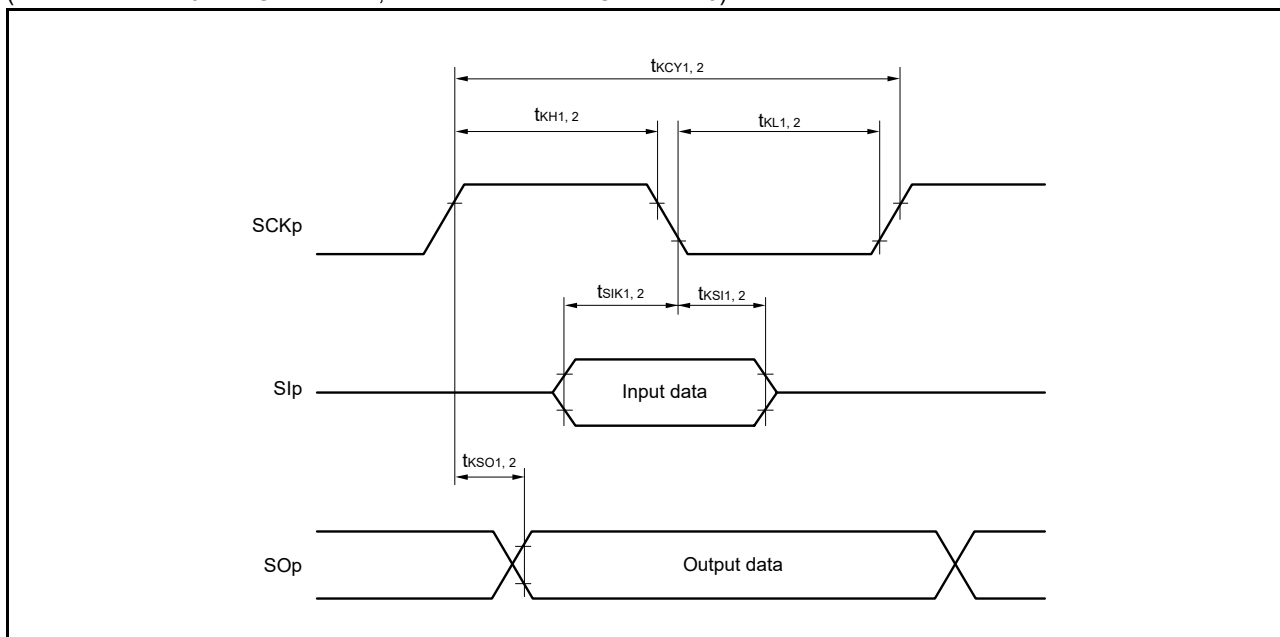 tKCY1, 2
tKH1, 2
tKL1, 2
SCKp
tSIK1, 2
tKSI1, 2
SIp
Input data
tKSO1, 2
SOp
Output data